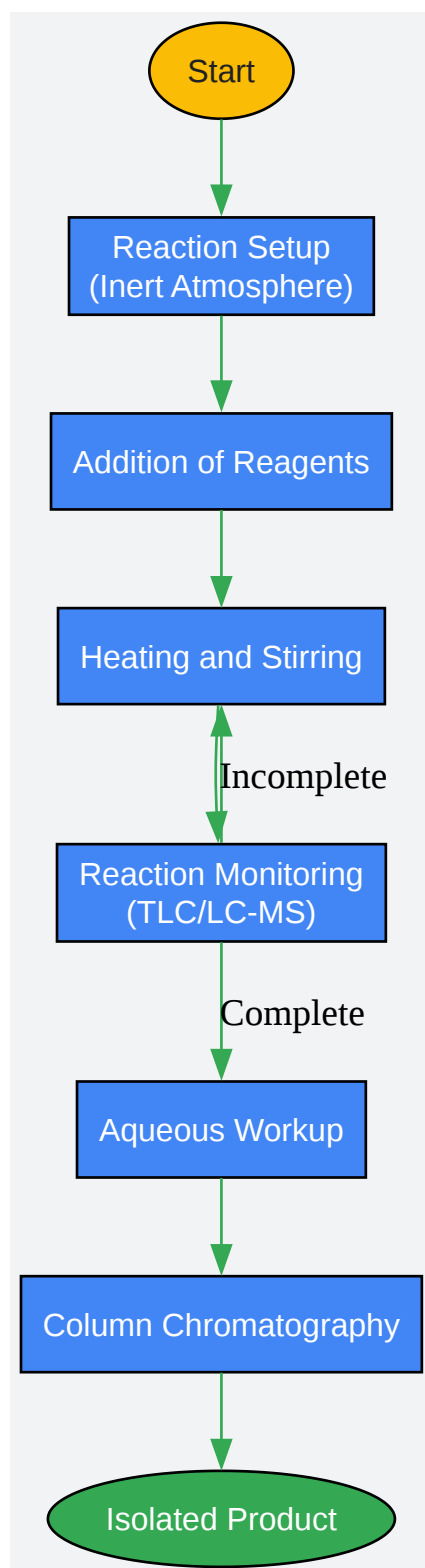 Start
Reaction Setup
(Inert Atmosphere)
Addition of Reagents
Heating and Stirring
Incomplete
Reaction Monitoring
(TLC/LC-MS)
Complete
Aqueous Workup
Column Chromatography
Isolated Product